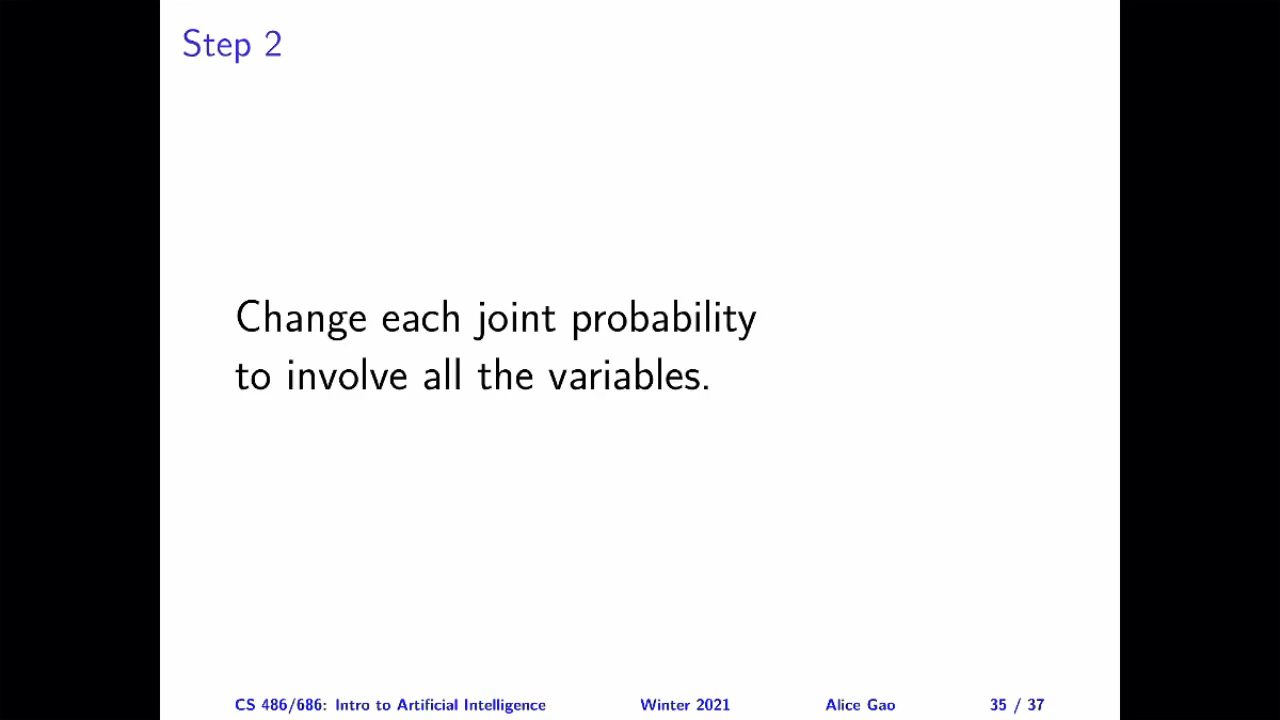 Step 2
Change each joint probability
to involve all the variables.
CS 486/686: Intro to Artificial Intelligence Winter 2021 Alice Gao 35 / 37